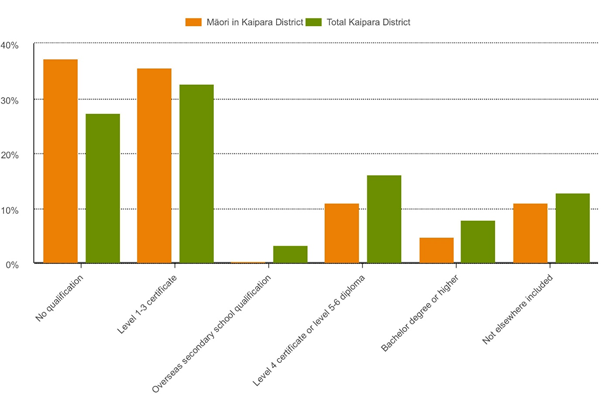 Māori in Kaipara District Total Kaipara District
40%
30%
20%
10%
0%
No qualification
Level 1-3 certificate
Overseas secondary school qualification
Level 4 certificate or level 5-6 diploma
Bachelor degree or higher
Not elsewhere included